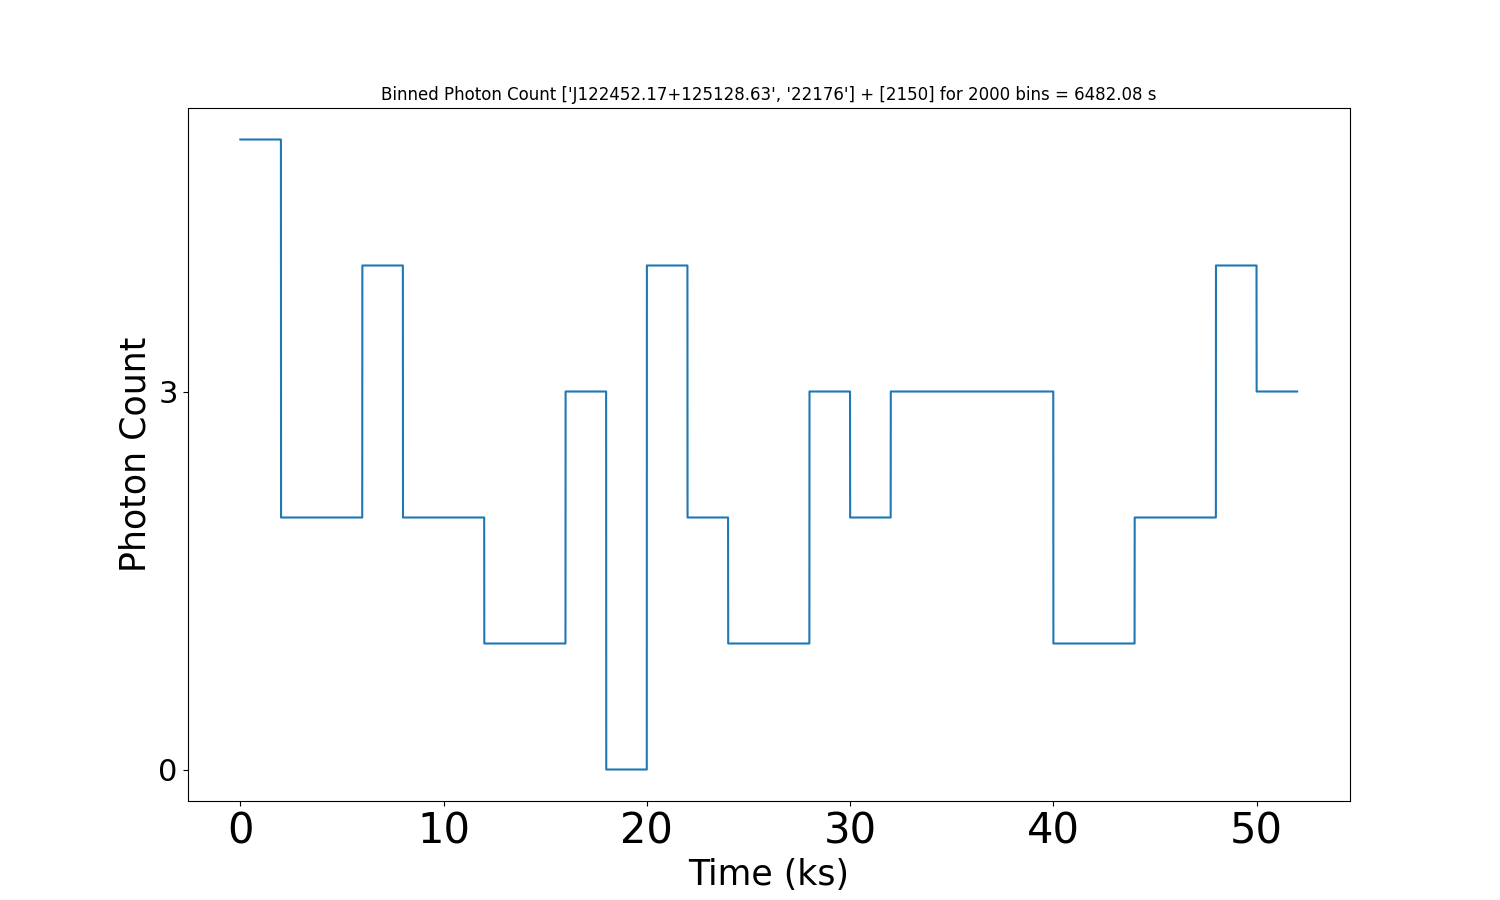 Binned Photon Count ['J122452.17+125128.63', '22176'] + [2150] for 2000 bins = 6482.08 s
Photon Count
3
0
0 10 20 30 40 50
Time (ks)